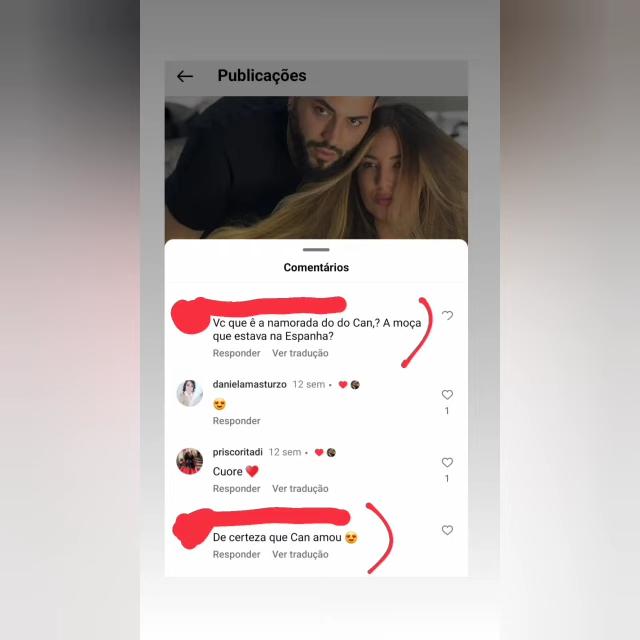 Publicações
Comentários
Vc que ê a namorada do do Can,? A moça
que estava na Espanha?
Responder Ver tradução
danielamasturzo 12 sem
😍
1
Responder
priscoritadi 12 sem
Cuore ❤️
1
Responder Ver tradução
De certeza que Can amou 😍
Responder Ver tradução